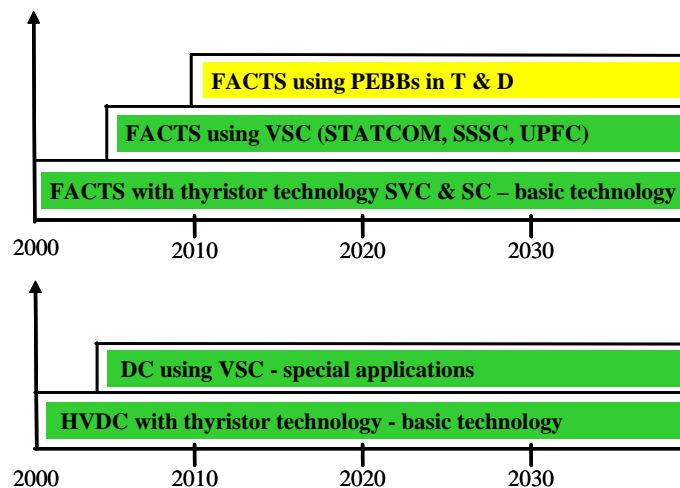 FACTS using PEBBs in T & D
FACTS using VSC (STATCOM, SSSC, UPFC)
FACTS with thyristor technology SVC & SC – basic technology
2000 2010 2020 2030
DC using VSC - special applications
HVDC with thyristor technology - basic technology
2000 2010 2020 2030